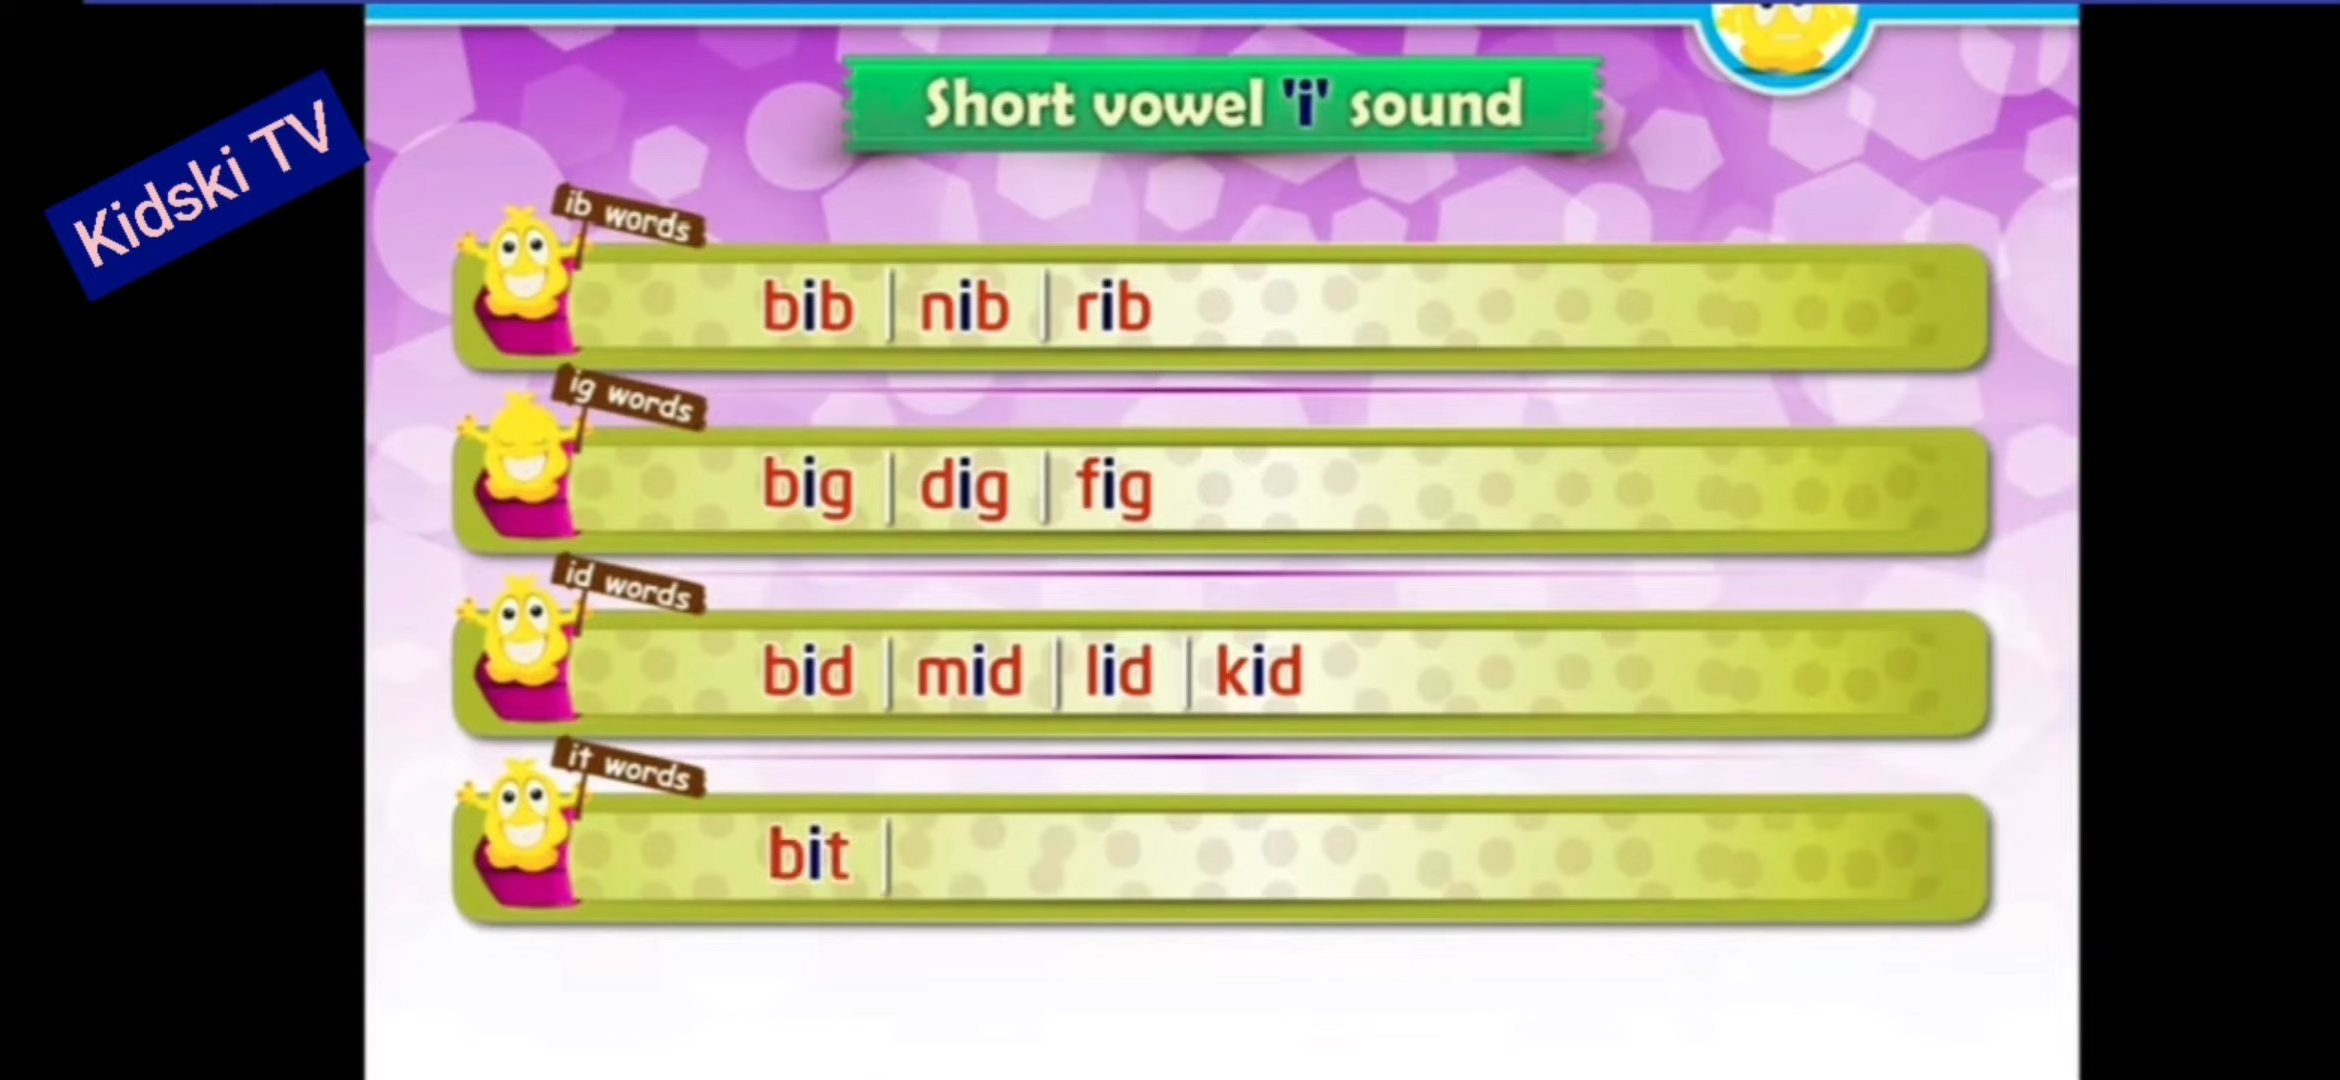 Kidski TV
Short vowel 'i' sound
ib words
bib | nib | rib
ig words
big | dig | fig
id words
bid | mid | lid | kid
it words
bit |